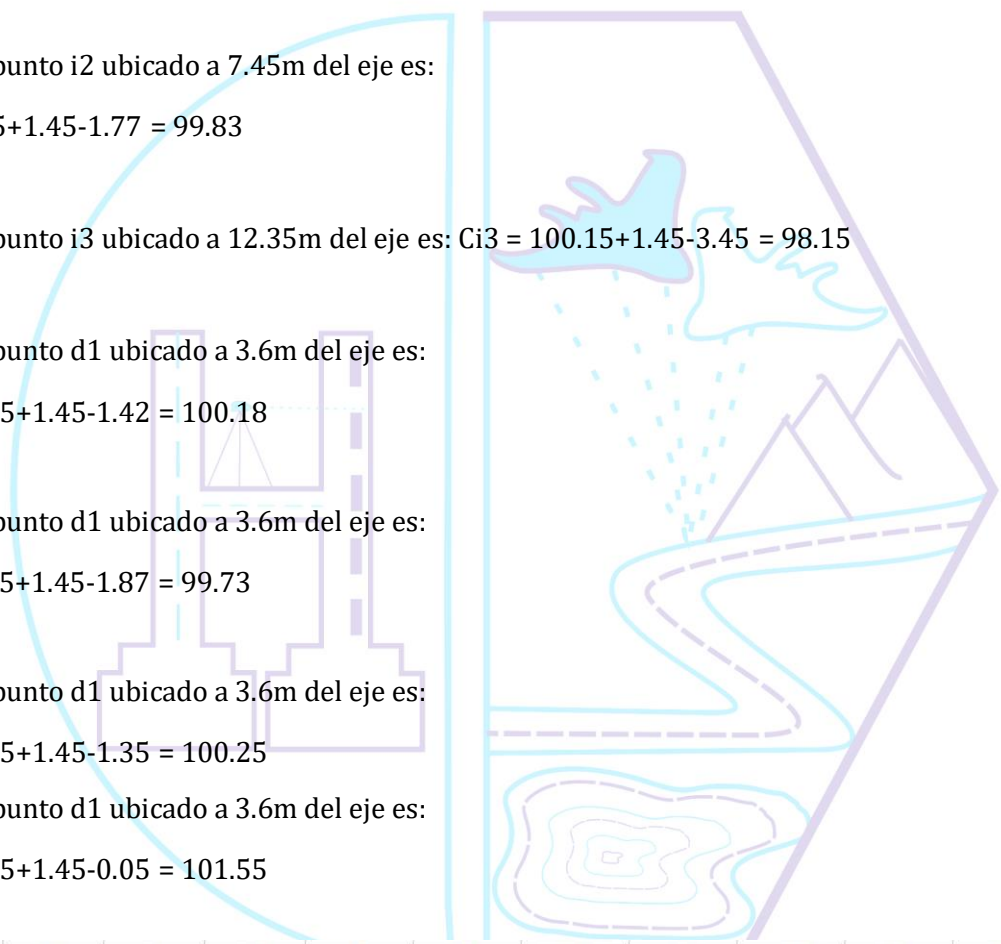 punto i2 ubicado a 7.45m del eje es:
5+1.45-1.77 = 99.83
punto i3 ubicado a 12.35m del eje es: Ci3 = 100.15+1.45-3.45 = 98.15
punto d1 ubicado a 3.6m del eje es:
5+1.45-1.42 = 100.18
punto d1 ubicado a 3.6m del eje es:
5+1.45-1.87 = 99.73
punto d1 ubicado a 3.6m del eje es:
5+1.45-1.35 = 100.25
punto d1 ubicado a 3.6m del eje es:
5+1.45-0.05 = 101.55